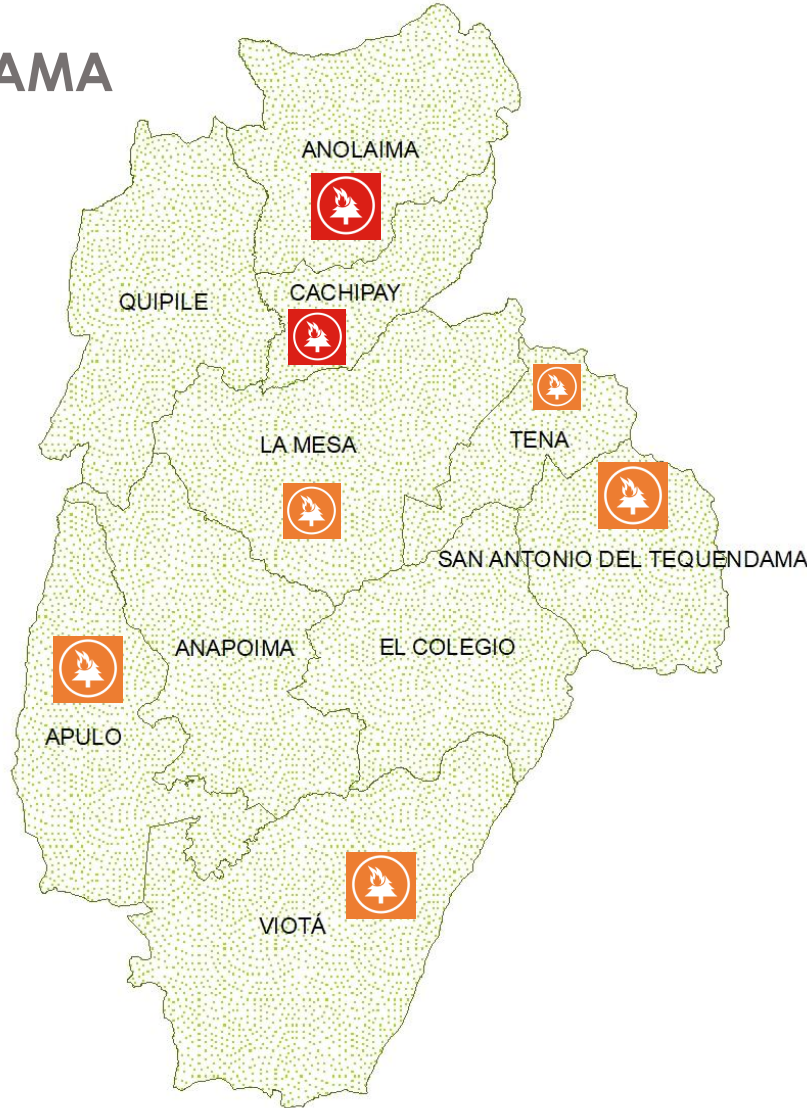 AMA
ANOLAIMA
CACHIPAY
QUIPILE
TENA
LA MESA
SAN ANTONIO DEL TEQUENDAMA
ANAPOIMA
EL COLEGIO
APULO
VIOTÁ